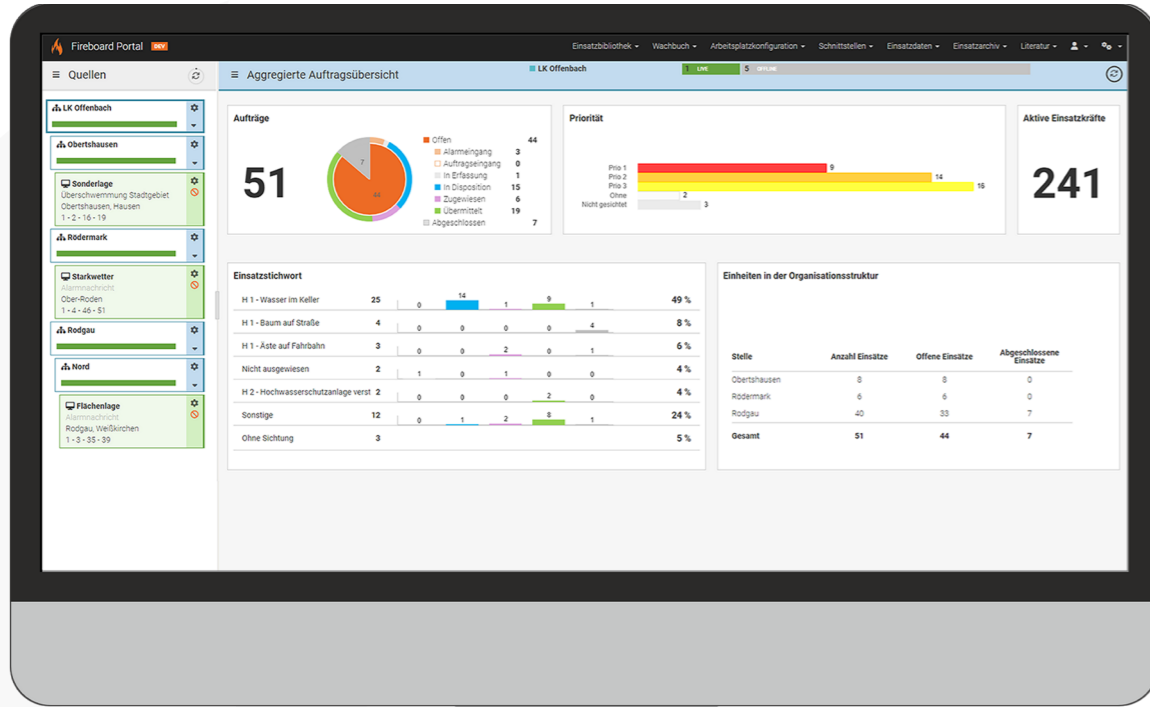 Fireboard Portal DEV
Einsatzbibliothek Wachbuch Arbeitsplatzkonfiguration Schnittstellen Einsatzdaten Einsatzarchiv Literatur
Quellen
Aggregierte Auftragsübersicht
LK Offenbach
1 LIVE 5 OFFLINE
LK Offenbach
Obertshausen
Sonderlage
Überschwemmung Stadtgebiet
Obertshausen, Hausen
1 - 2 - 16 - 19
Rödermark
Starkwetter
Alarmnachricht
Ober-Roden
1 - 4 - 46 - 51
Rodgau
Nord
Flächenlage
Alarmnachricht
Rodgau, Weißkirchen
1 - 3 - 35 - 39
Aufträge
51
7
44
Offen 44
Alarmeingang 3
Auftragseingang 0
In Erfassung 1
In Disposition 15
Zugewiesen 6
Übermittelt 19
Abgeschlossen 7
Priorität
Prio 1 9
Prio 2 14
Prio 3 16
Ohne 2
Nicht gesichtet 3
Aktive Einsatzkräfte
241
Einsatzstichwort
H 1 - Wasser im Keller 25 0 14 1 9 1 49 %
H 1 - Baum auf Straße 4 0 0 0 0 4 8 %
H 1 - Äste auf Fahrbahn 3 0 0 2 0 1 6 %
Nicht ausgewiesen 2 1 0 1 0 0 4 %
H 2 - Hochwasserschutzanlage verst 2 0 0 0 2 0 4 %
Sonstige 12 0 1 2 8 1 24 %
Ohne Sichtung 3 5 %
Einheiten in der Organisationsstruktur
Stelle Anzahl Einsätze Offene Einsätze Abgeschlossene
Einsätze
Obertshausen 8 8 0
Rödermark 6 6 0
Rodgau 40 33 7
Gesamt 51 44 7